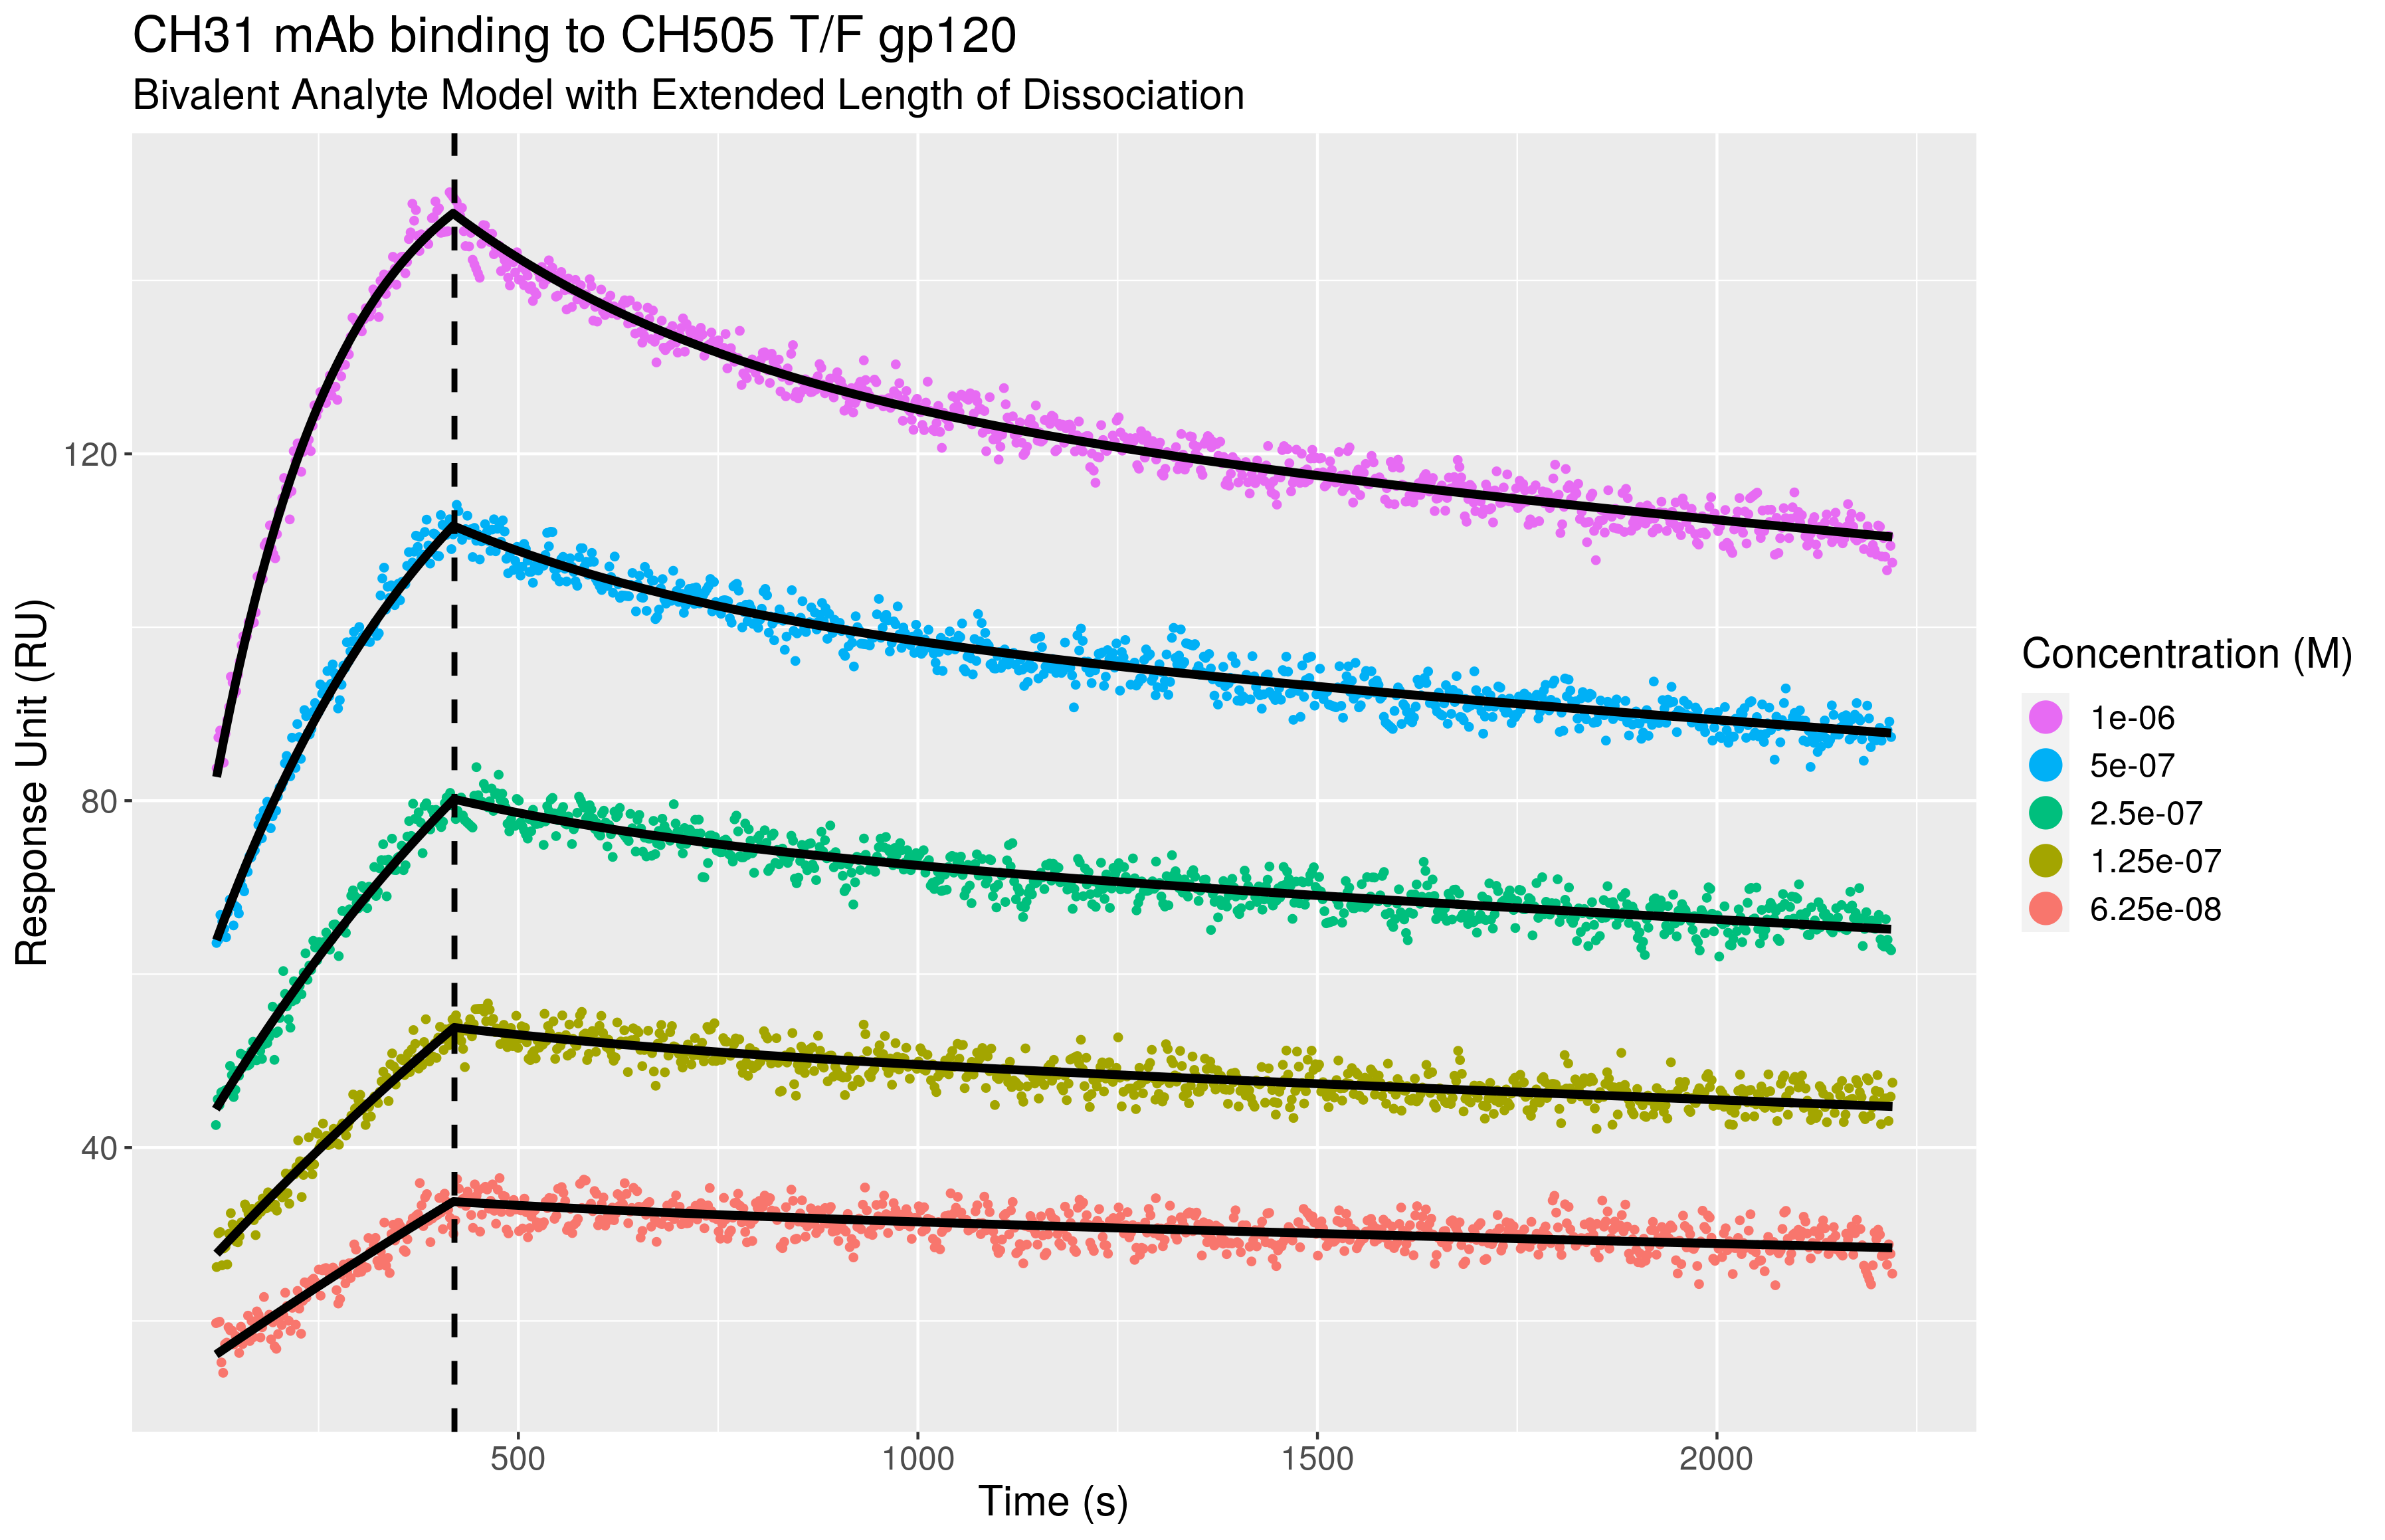 CH31 mAb binding to CH505 T/F gp120
Bivalent Analyte Model with Extended Length of Dissociation
Response Unit (RU)
120
80
40
500
1000
1500
2000
Time (s)
Concentration (M)
1e-06
5e-07
2.5e-07
1.25e-07
6.25e-08